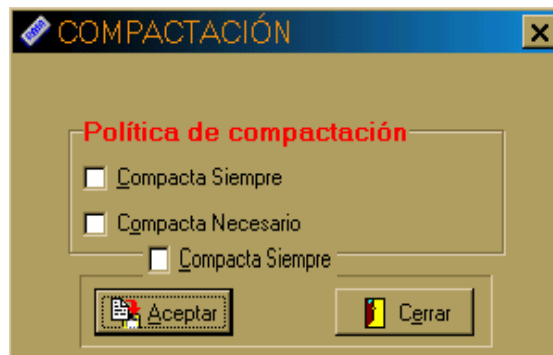 COMPACTACIÓN
Política de compactación
Compacta Siempre
Compacta Necesario
Compacta Siempre
Aceptar
Cerrar